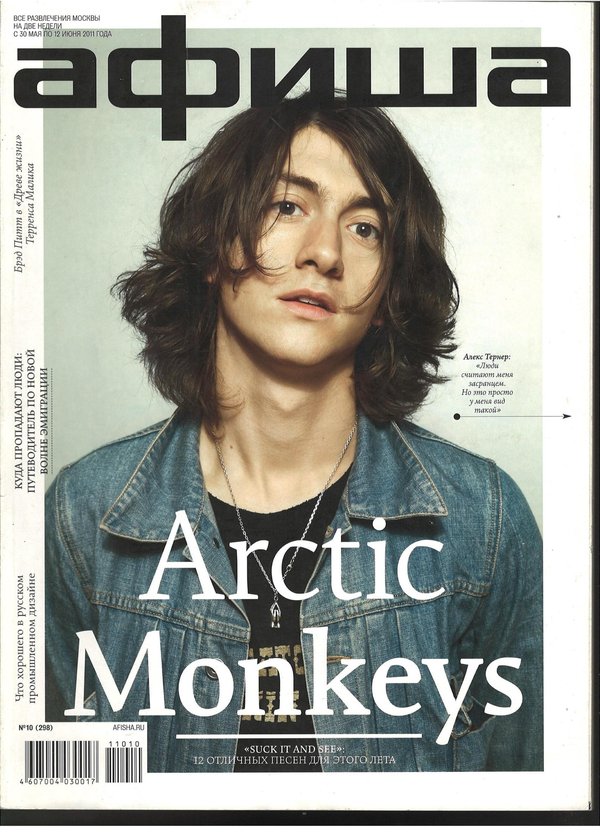 ВСЕ РАЗВЛЕЧЕНИЯ МОСКВЫ
НА ДВЕ НЕДЕЛИ
С 30 МАЯ ПО 12 ИЮНЯ 2011 ГОДА
афиша
Брэд Питт в «Древе жизни»
Терренса Малика
КУДА ПРОПАДАЮТ ЛЮДИ:
ПУТЕВОДИТЕЛЬ ПО НОВОЙ
ВОЛНЕ ЭМИГРАЦИИ
Что хорошего в русском
промышленном дизайне
Алекс Тернер:
«Люди
считают меня
засранцем.
Но это просто
у меня вид
такой»
Arctic
Monkeys
«SUCK IT AND SEE»:
12 ОТЛИЧНЫХ ПЕСЕН ДЛЯ ЭТОГО ЛЕТА
№10 (298)
AFISHA.RU
11010
4 607004 030017